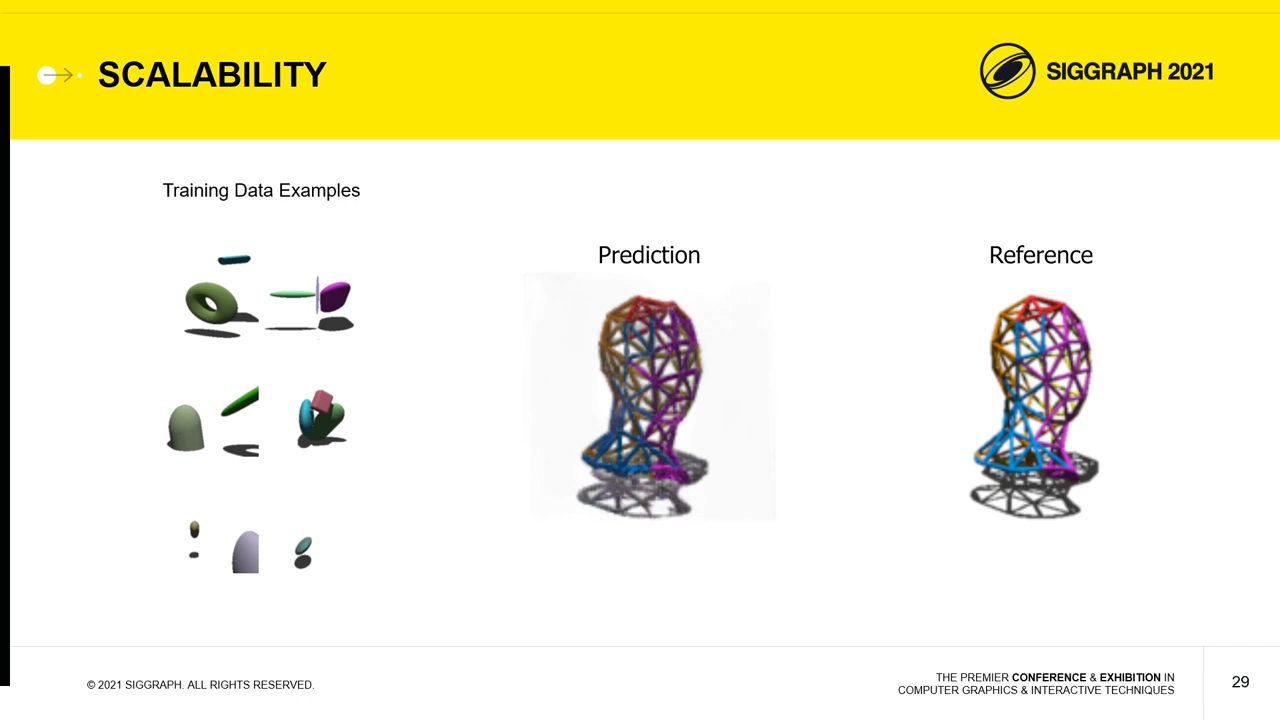 SCALABILITY
SIGGRAPH 2021
Training Data Examples
Prediction
Reference
© 2021 SIGGRAPH. ALL RIGHTS RESERVED.
THE PREMIER CONFERENCE & EXHIBITION IN
COMPUTER GRAPHICS & INTERACTIVE TECHNIQUES
29